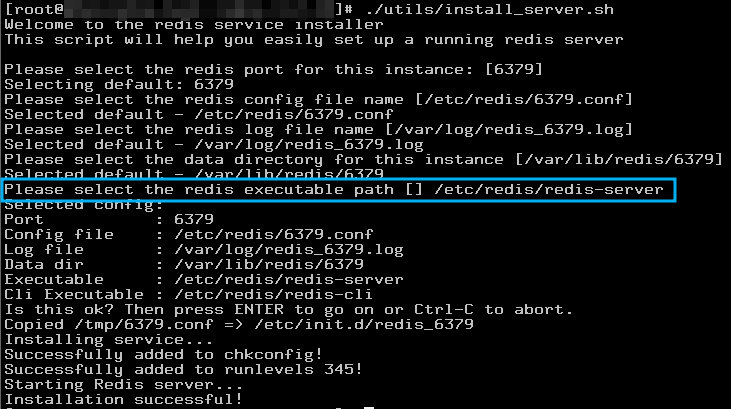 [root@ ]# ./utils/install_server.sh
Welcome to the redis service installer
This script will help you easily set up a running redis server
Please select the redis port for this instance: [6379]
Selecting default: 6379
Please select the redis config file name [/etc/redis/6379.conf]
Selected default - /etc/redis/6379.conf
Please select the redis log file name [/var/log/redis_6379.log]
Selected default - /var/log/redis_6379.log
Please select the data directory for this instance [/var/lib/redis/6379]
Selected default - /var/lib/redis/6379
Please select the redis executable path [] /etc/redis/redis-server
Selected config:
Port : 6379
Config file : /etc/redis/6379.conf
Log file : /var/log/redis_6379.log
Data dir : /var/lib/redis/6379
Executable : /etc/redis/redis-server
Cli Executable : /etc/redis/redis-cli
Is this ok? Then press ENTER to go on or Ctrl-C to abort.
Copied /tmp/6379.conf => /etc/init.d/redis_6379
Installing service...
Successfully added to chkconfig!
Successfully added to runlevels 345!
Starting Redis server...
Installation successful!